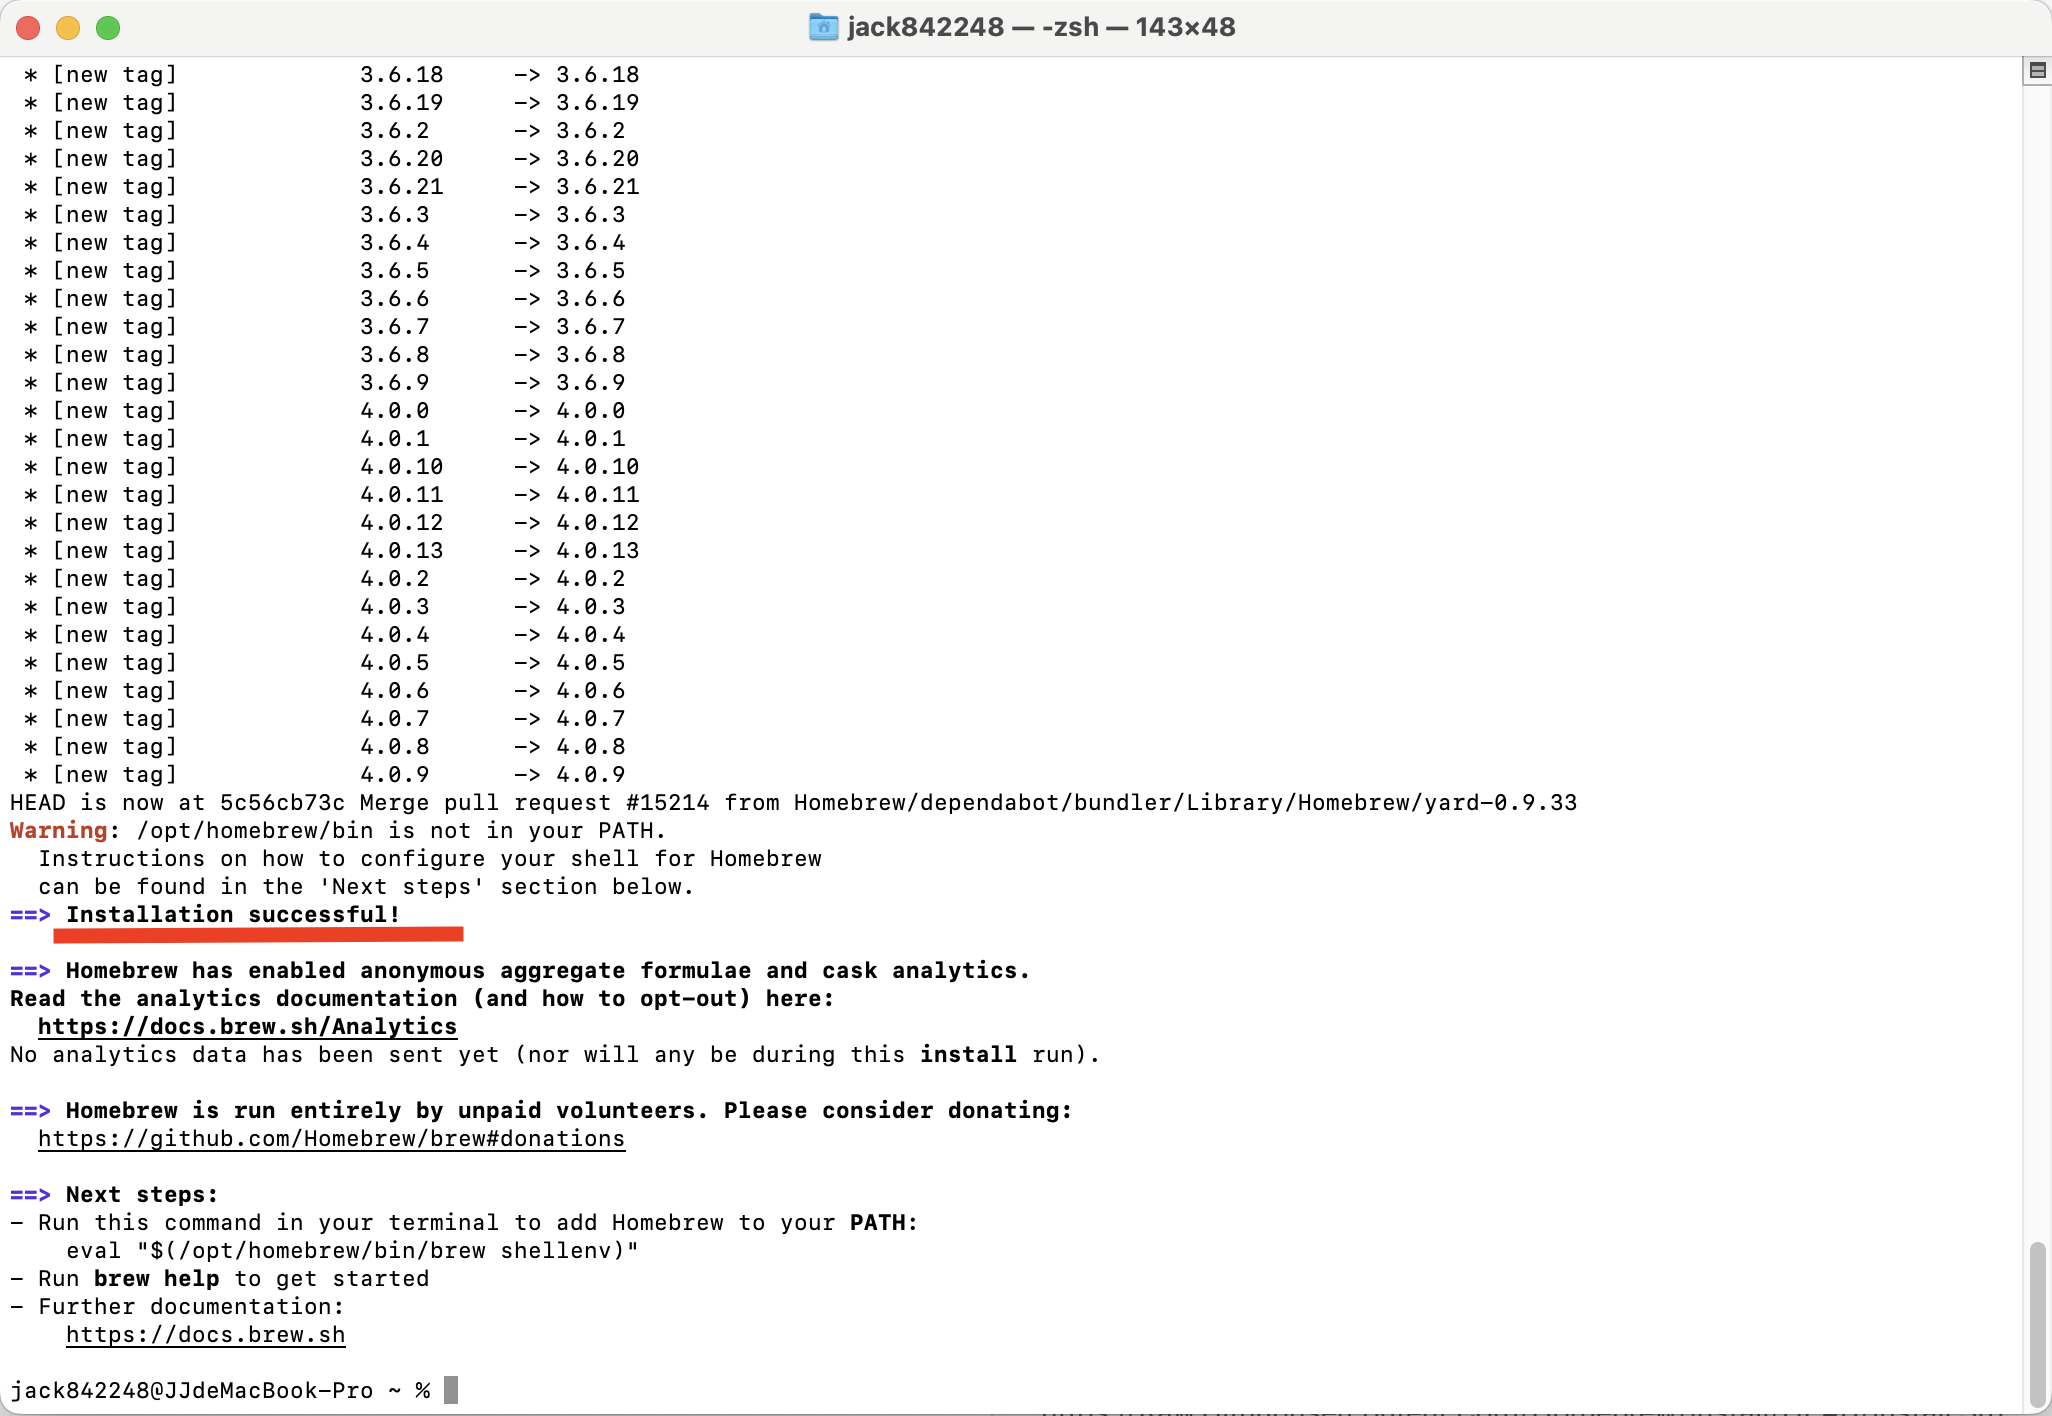 jack842248 — -zsh — 143×48
* [new tag] 3.6.18 -> 3.6.18
* [new tag] 3.6.19 -> 3.6.19
* [new tag] 3.6.2 -> 3.6.2
* [new tag] 3.6.20 -> 3.6.20
* [new tag] 3.6.21 -> 3.6.21
* [new tag] 3.6.3 -> 3.6.3
* [new tag] 3.6.4 -> 3.6.4
* [new tag] 3.6.5 -> 3.6.5
* [new tag] 3.6.6 -> 3.6.6
* [new tag] 3.6.7 -> 3.6.7
* [new tag] 3.6.8 -> 3.6.8
* [new tag] 3.6.9 -> 3.6.9
* [new tag] 4.0.0 -> 4.0.0
* [new tag] 4.0.1 -> 4.0.1
* [new tag] 4.0.10 -> 4.0.10
* [new tag] 4.0.11 -> 4.0.11
* [new tag] 4.0.12 -> 4.0.12
* [new tag] 4.0.13 -> 4.0.13
* [new tag] 4.0.2 -> 4.0.2
* [new tag] 4.0.3 -> 4.0.3
* [new tag] 4.0.4 -> 4.0.4
* [new tag] 4.0.5 -> 4.0.5
* [new tag] 4.0.6 -> 4.0.6
* [new tag] 4.0.7 -> 4.0.7
* [new tag] 4.0.8 -> 4.0.8
* [new tag] 4.0.9 -> 4.0.9
HEAD is now at 5c56cb73c Merge pull request #15214 from Homebrew/dependabot/bundler/Library/Homebrew/yard-0.9.33
Warning: /opt/homebrew/bin is not in your PATH.
Instructions on how to configure your shell for Homebrew
can be found in the 'Next steps' section below.
==> Installation successful!
==> Homebrew has enabled anonymous aggregate formulae and cask analytics.
Read the analytics documentation (and how to opt-out) here:
https://docs.brew.sh/Analytics
No analytics data has been sent yet (nor will any be during this install run).
==> Homebrew is run entirely by unpaid volunteers. Please consider donating:
https://github.com/Homebrew/brew#donations
==> Next steps:
- Run this command in your terminal to add Homebrew to your PATH:
eval "$(/opt/homebrew/bin/brew shellenv)"
- Run brew help to get started
- Further documentation:
https://docs.brew.sh
jack842248@JJdeMacBook-Pro ~ %